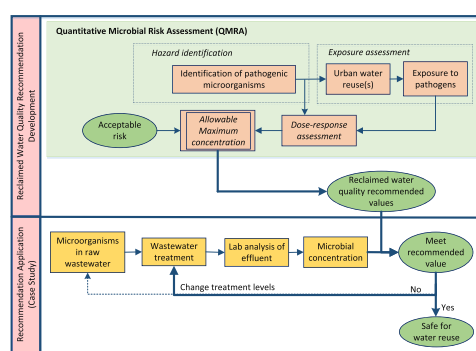 Reclaimed Water Quality Recommendation
Development
Quantitative Microbial Risk Assessment (QMRA)
Hazard identification
Identification of pathogenic
microorganisms
Exposure assessment
Urban water
reuse(s)
Exposure to
pathogens
Acceptable
risk
Allowable
Maximum
concentration
Dose-response
assessment
Reclaimed water
quality recommended
values
Recommendation Application
(Case Study)
Microorganisms
in raw
wastewater
Wastewater
treatment
Lab analysis of
effluent
Microbial
concentration
Meet
recommended
value
Change treatment levels
No
Yes
Safe for
water reuse